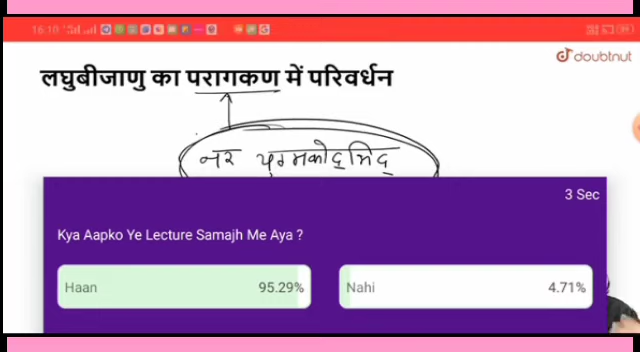 16:10
doubtnut
लघुबीजाणु का परागकण में परिवर्धन
नर युग्मकोद्भिद्
3 Sec
Kya Aapko Ye Lecture Samajh Me Aya ?
Haan 95.29% Nahi 4.71%